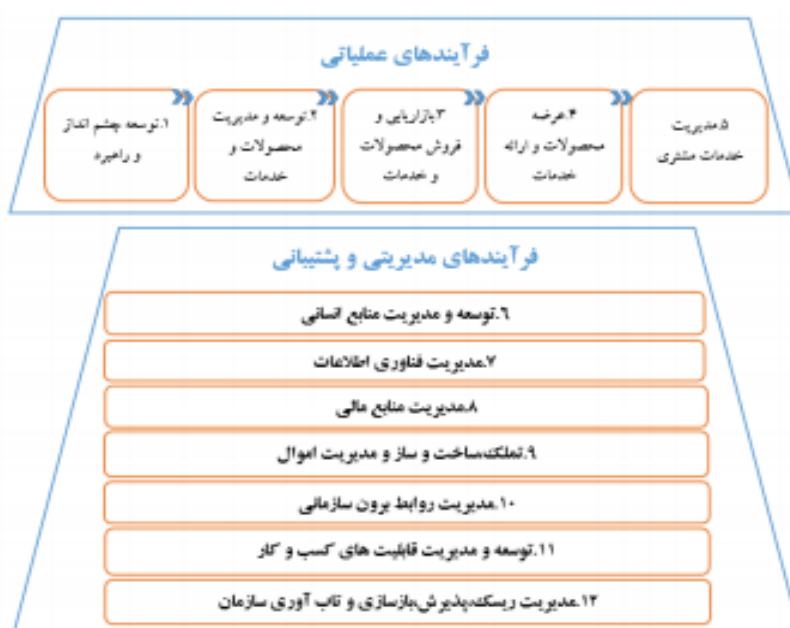 فرآیندهای عملیاتی
۱.توسعه چشم انداز
و راهبرد
۲.توسعه و مدیریت
محصولات و
خدمات
۳.بازاریابی و
فروش محصولات
و خدمات
۴.عرضه
محصولات و ارائه
خدمات
۵.مدیریت
خدمات مشتری
فرآیندهای مدیریتی و پشتیبانی
۶.توسعه و مدیریت منابع انسانی
۷.مدیریت فناوری اطلاعات
۸.مدیریت منابع مالی
۹.تملک،ساخت و ساز و مدیریت اموال
۱۰.مدیریت روابط برون سازمانی
۱۱.توسعه و مدیریت قابلیت های کسب و کار
۱۲.مدیریت ریسک،پذیرش،بازسازی و تاب آوری سازمان